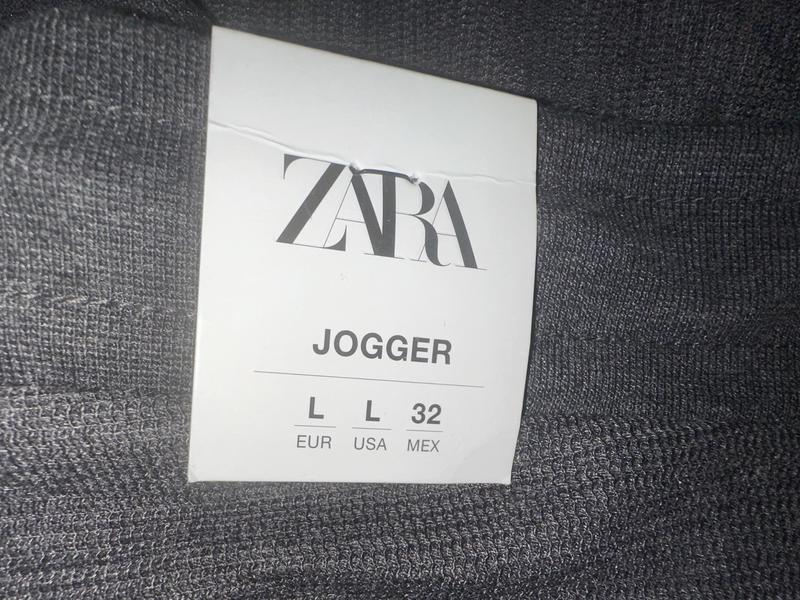 ZARA
JOGGER
L L 32
EUR USA MEX